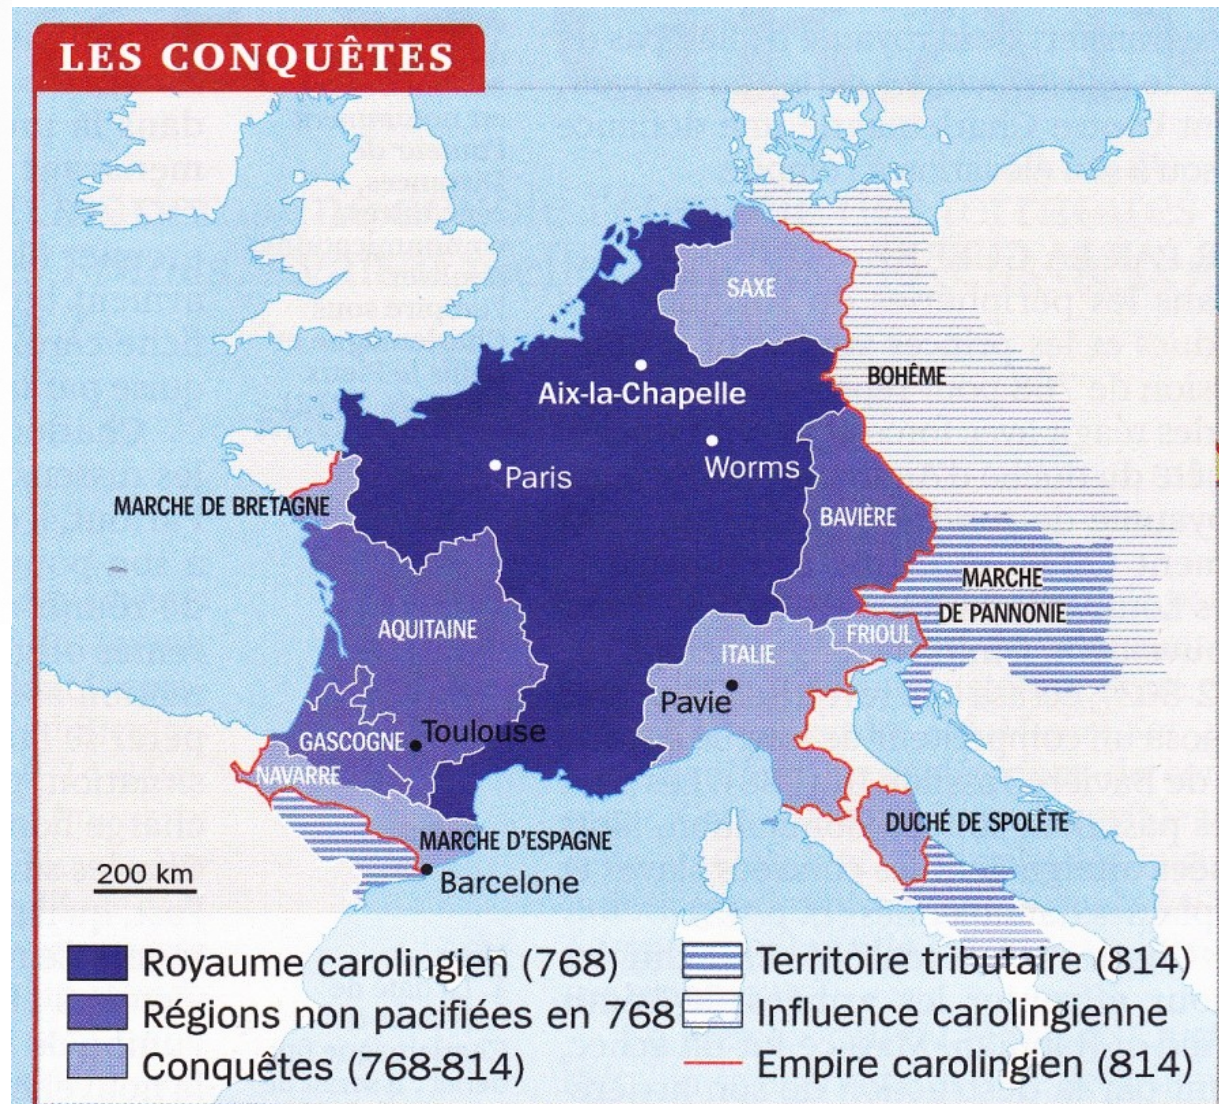 LES CONQUÊTES
SAXE
BOHÊME
Aix-la-Chapelle
Worms
Paris
MARCHE DE BRETAGNE
BAVIÈRE
MARCHE
DE PANNONIE
AQUITAINE
FRIOUL
ITALIE
Pavie
Toulouse
GASCOGNE
NAVARRE
DUCHÉ DE SPOLÈTE
MARCHE D'ESPAGNE
Barcelone
200 km
Royaume carolingien (768)
Régions non pacifiées en 768
Conquêtes (768-814)
Territoire tributaire (814)
Influence carolingienne
Empire carolingien (814)